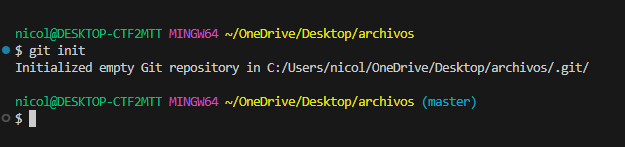 nicol@DESKTOP-CTF2MTT MINGW64 ~/OneDrive/Desktop/archivos
$ git init
Initialized empty Git repository in C:/Users/nicol/OneDrive/Desktop/archivos/.git/
nicol@DESKTOP-CTF2MTT MINGW64 ~/OneDrive/Desktop/archivos (master)
$